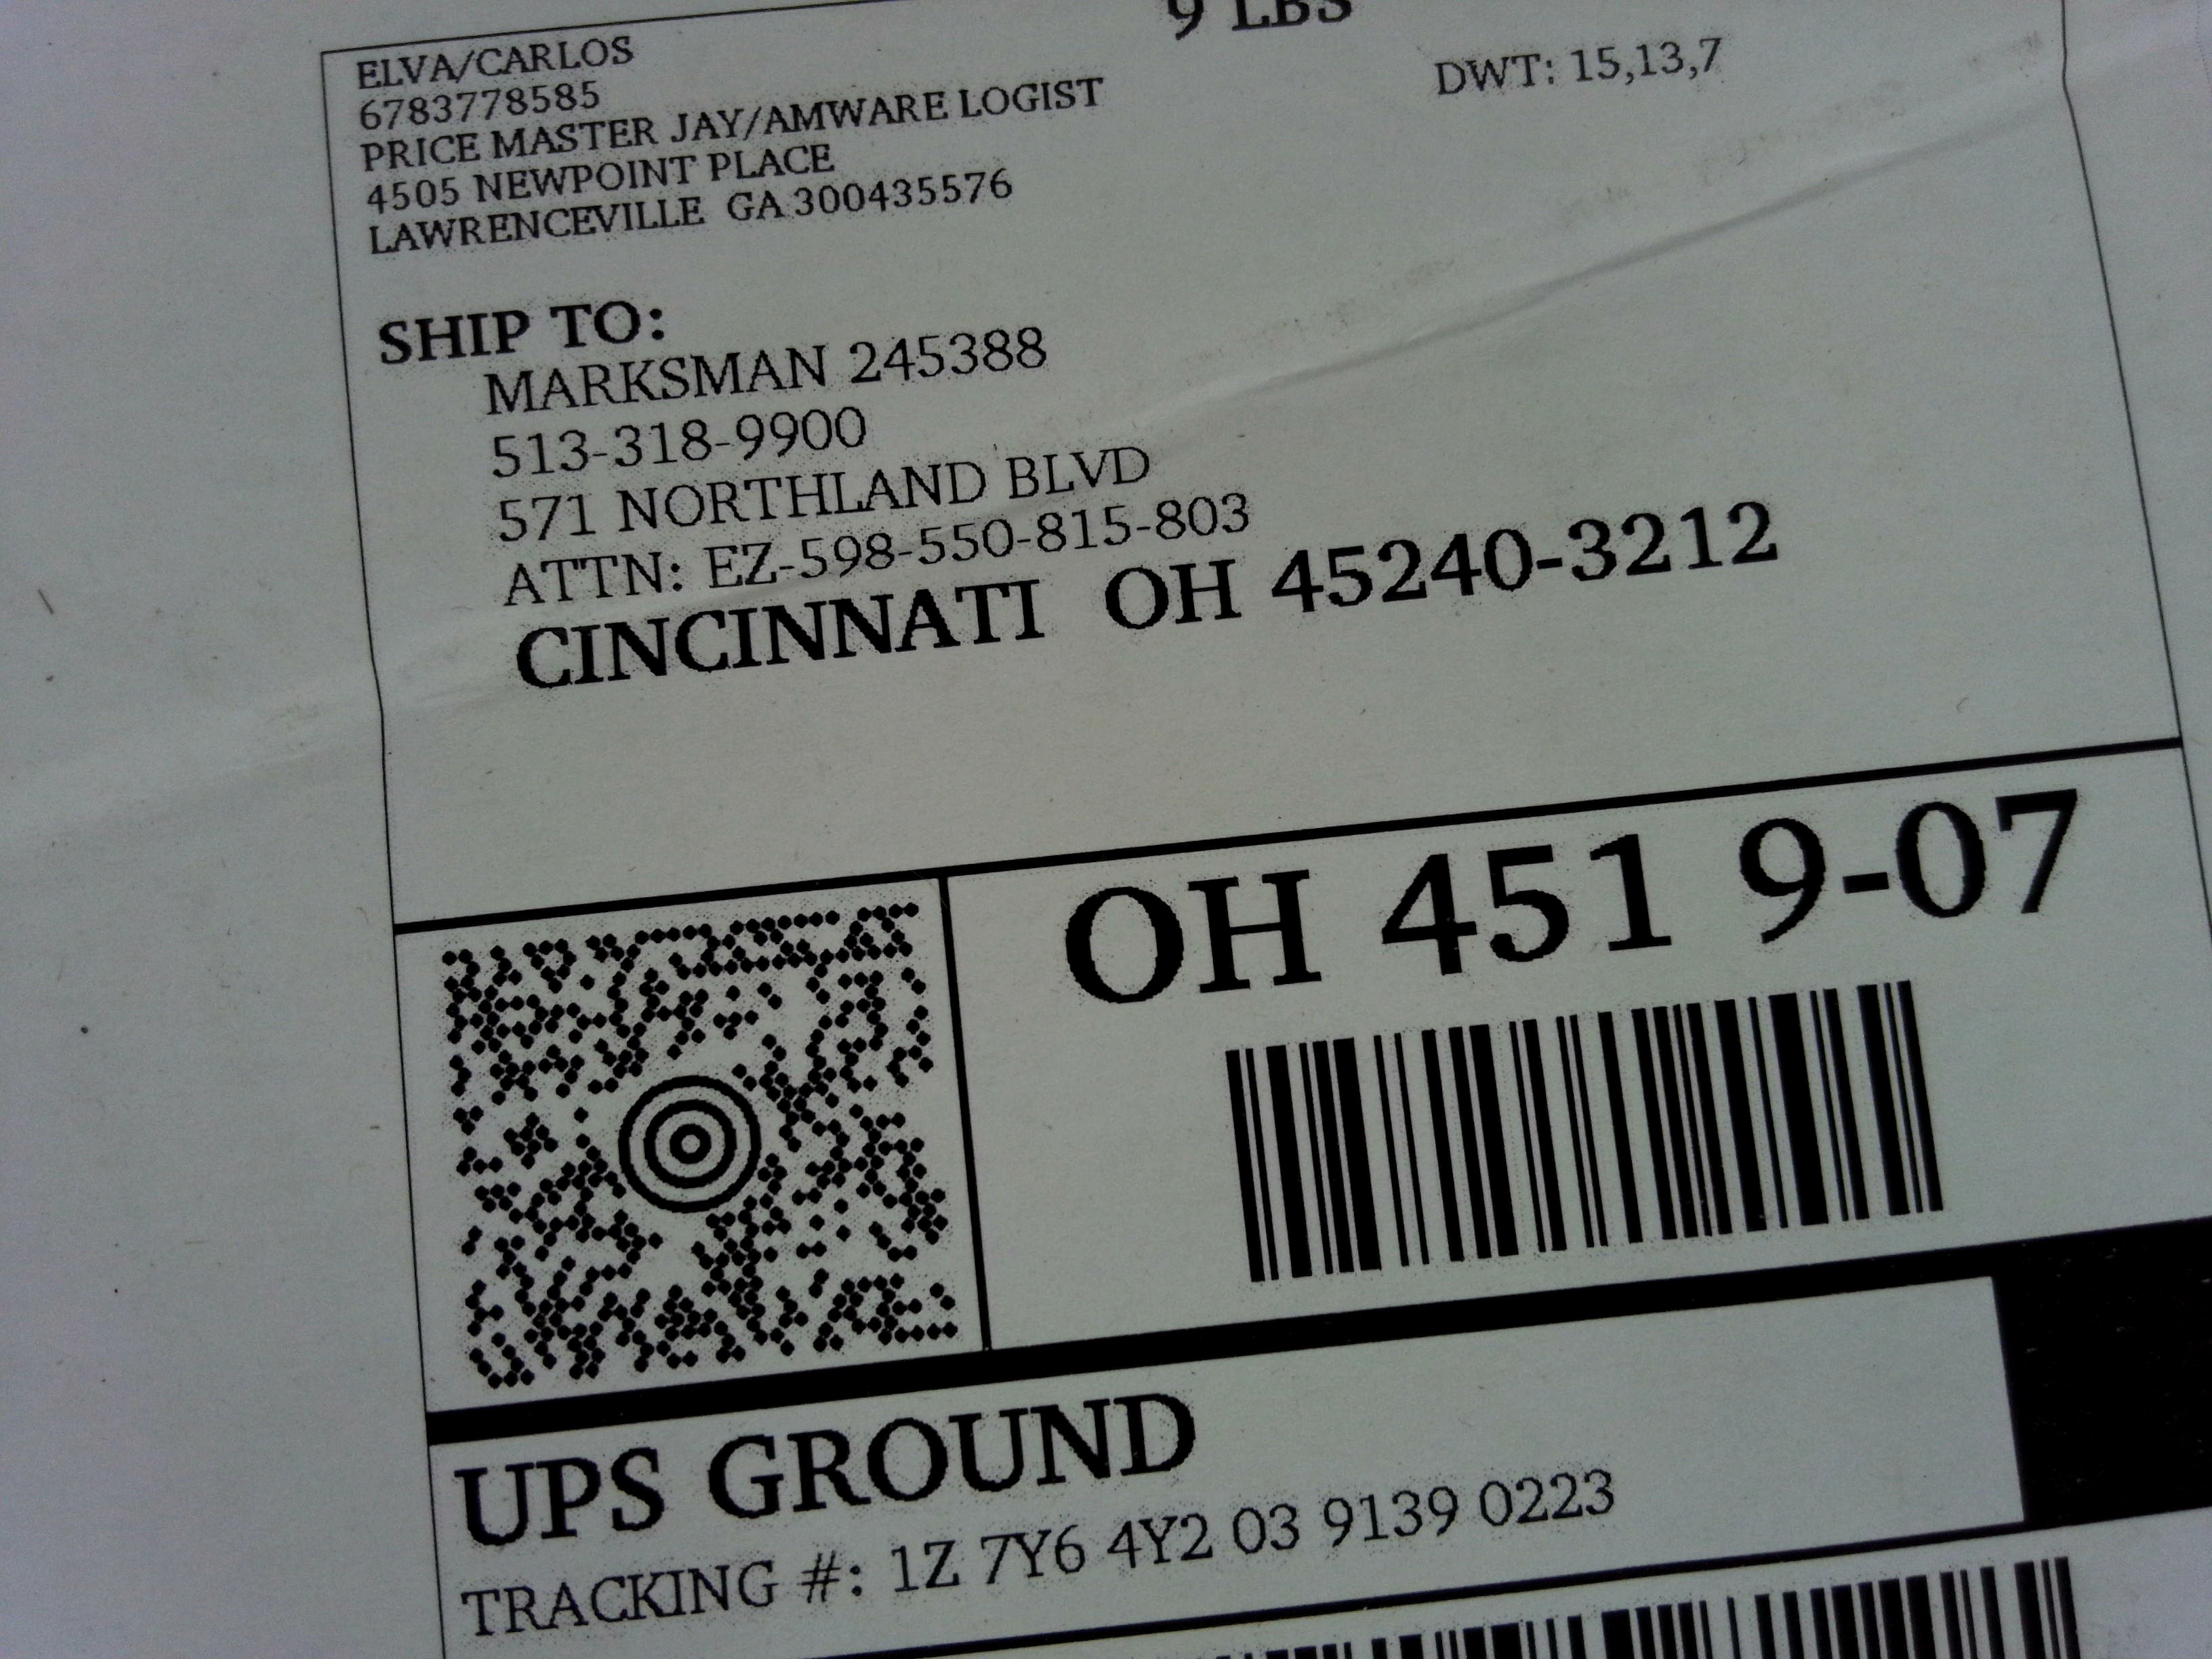 9 LBS
ELVA/CARLOS
6783778585
PRICE MASTER JAY/AMWARE LOGIST
4505 NEWPOINT PLACE
LAWRENCEVILLE GA 300435576
DWT: 15,13,7
SHIP TO:
MARKSMAN 245388
513-318-9900
571 NORTHLAND BLVD
ATTN: EZ-598-550-815-803
CINCINNATI OH 45240-3212
OH 451 9-07
UPS GROUND
TRACKING #: 1Z 7Y6 4Y2 03 9139 0223